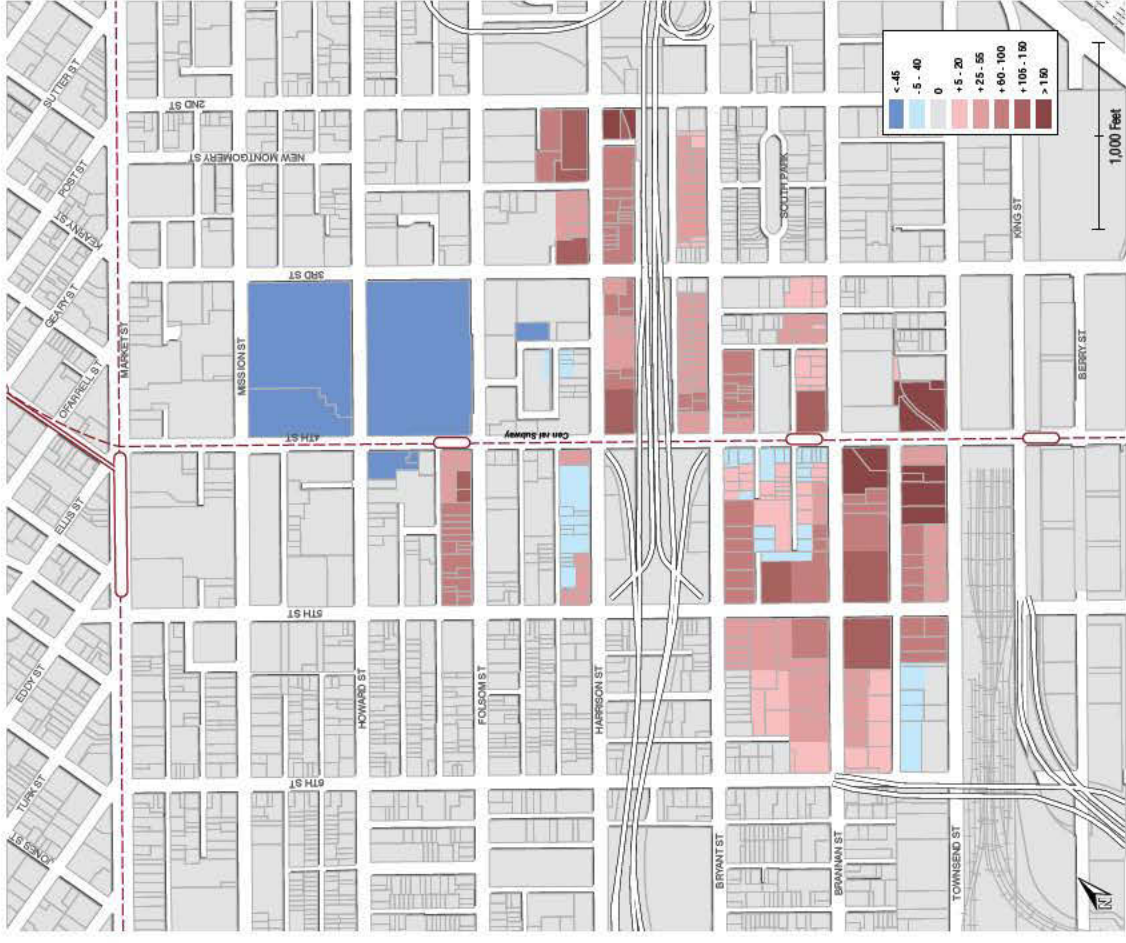 SUTTER ST
POST ST
KEARNY ST
GEARY ST
OFARRELL ST
ELLIS ST
EDDY ST
TURK ST
JONES ST
2ND ST
NEW MONTGOMERY ST
3RD ST
MARKET ST
MISSION ST
4TH ST
5TH ST
6TH ST
HOWARD ST
FOLSOM ST
HARRISON ST
Cen ral Subway
SOUTH PARK
BRYANT ST
BRANNAN ST
TOWNSEND ST
KING ST
BERRY ST
<-45
-5 - 40
0
+5 - 20
+25 - 55
+60 - 100
+105 - 150
> 150
1,000 Feet
N